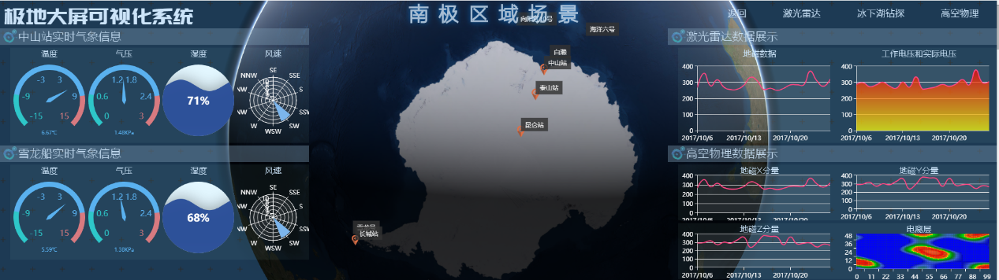 极地大屏可视化系统
南极区域场景
返回 激光雷达 冰下湖钻探 高空物理
中山站实时气象信息
温度 气压 湿度 风速
-15 -9 -3 3 9 15
6.67℃
0 0.6 1.2 1.8 2.4 3
1.48KPa
71%
NNW SE SSE S SW WSW W
雪龙船实时气象信息
温度 气压 湿度 风速
-15 -9 -3 3 9 15
5.59℃
0 0.6 1.2 1.8 2.4 3
1.38KPa
68%
NNW SE SSE S SW WSW W
海洋六号
白濑
中山站
泰山站
昆仑站
长城站
激光雷达数据展示
地磁数据
400
300
200
100
0
2017/10/6 2017/10/13 2017/10/20
工作电压和实际电压
400
300
200
100
0
2017/10/6 2017/10/13 2017/10/20
高空物理数据展示
地磁X分量
400
300
200
100
0
2017/10/6 2017/10/13 2017/10/20
地磁Y分量
400
300
200
100
0
2017/10/6 2017/10/13 2017/10/20
地磁Z分量
400
300
200
100
0
2017/10/6 2017/10/13 2017/10/20
电离层
48
36
24
12
0
0 11 22 33 44 55 66 77 88 99